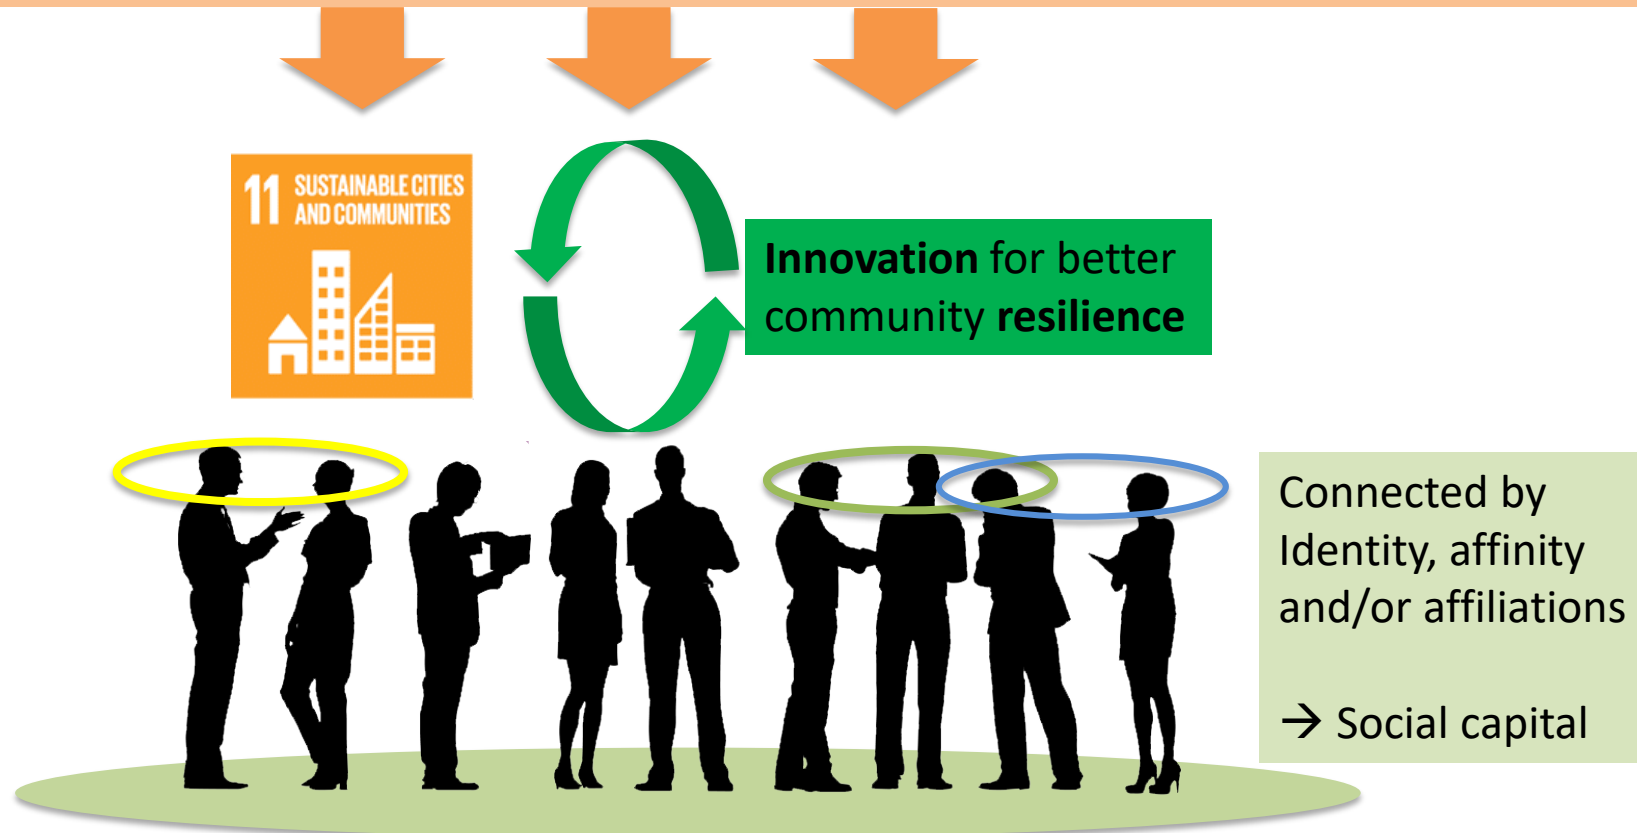 11 SUSTAINABLE CITIES
AND COMMUNITIES
Innovation for better
community resilience
Connected by
Identity, affinity
and/or affiliations
→ Social capital